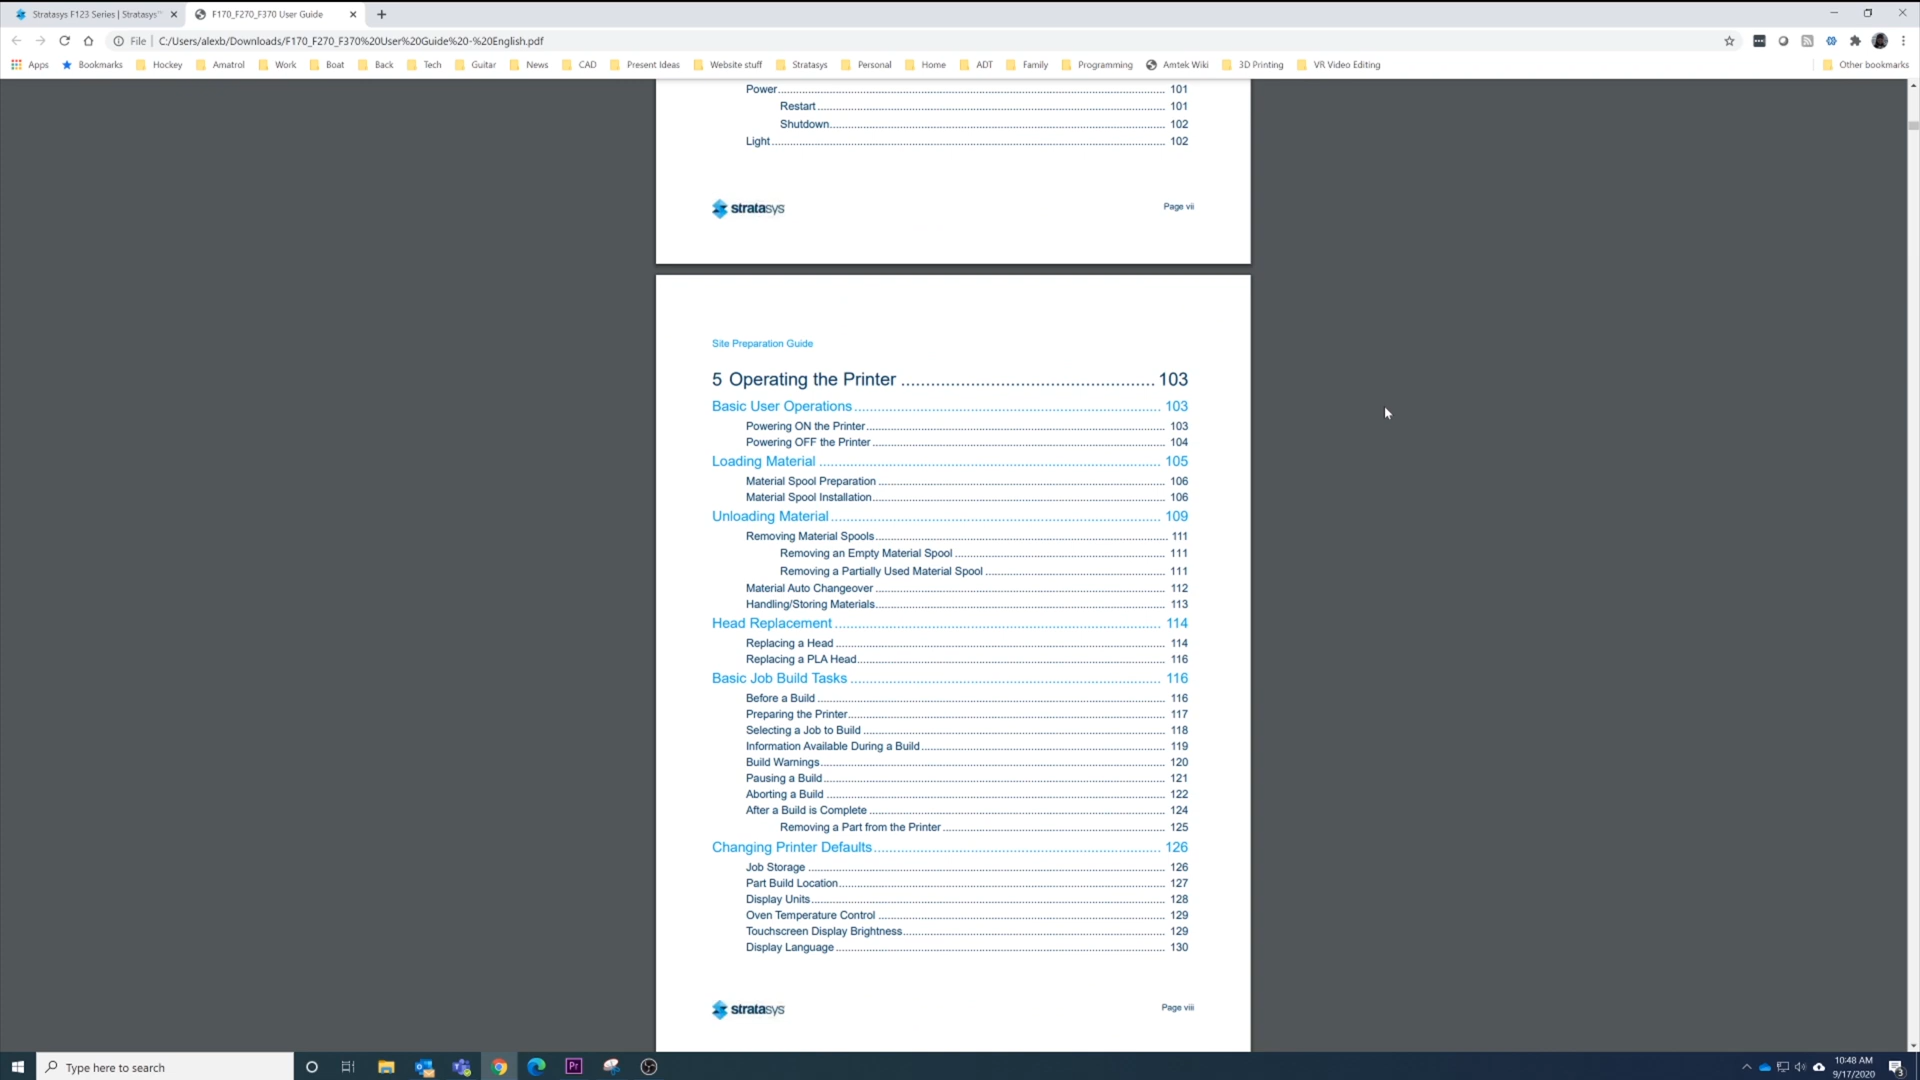 Stratasys F123 Series | Stratasys™
F170_F270_F370 User Guide
File
C:/Users/alexb/Downloads/F170_F270_F370%20User%20Guide%20-%20English.pdf
Apps
Bookmarks
Hockey
Amatrol
Work
Boat
Back
Tech
Guitar
News
CAD
Present Ideas
Website stuff
Stratasys
Personal
Home
ADT
Family
Programming
Amtek Wiki
3D Printing
VR Video Editing
Other bookmarks
Power 101
Restart 101
Shutdown 102
Light 102
stratasys
Page vii
Site Preparation Guide
5 Operating the Printer 103
Basic User Operations 103
Powering ON the Printer 103
Powering OFF the Printer 104
Loading Material 105
Material Spool Preparation 106
Material Spool Installation 106
Unloading Material 109
Removing Material Spools 111
Removing an Empty Material Spool 111
Removing a Partially Used Material Spool 111
Material Auto Changeover 112
Handling/Storing Materials 113
Head Replacement 114
Replacing a Head 114
Replacing a PLA Head 116
Basic Job Build Tasks 116
Before a Build 116
Preparing the Printer 117
Selecting a Job to Build 118
Information Available During a Build 119
Build Warnings 120
Pausing a Build 121
Aborting a Build 122
After a Build is Complete 124
Removing a Part from the Printer 125
Changing Printer Defaults 126
Job Storage 126
Part Build Location 127
Display Units 128
Oven Temperature Control 129
Touchscreen Display Brightness 129
Display Language 130
stratasys
Page viii
Type here to search
Pr
10:48 AM
9/17/2020
3